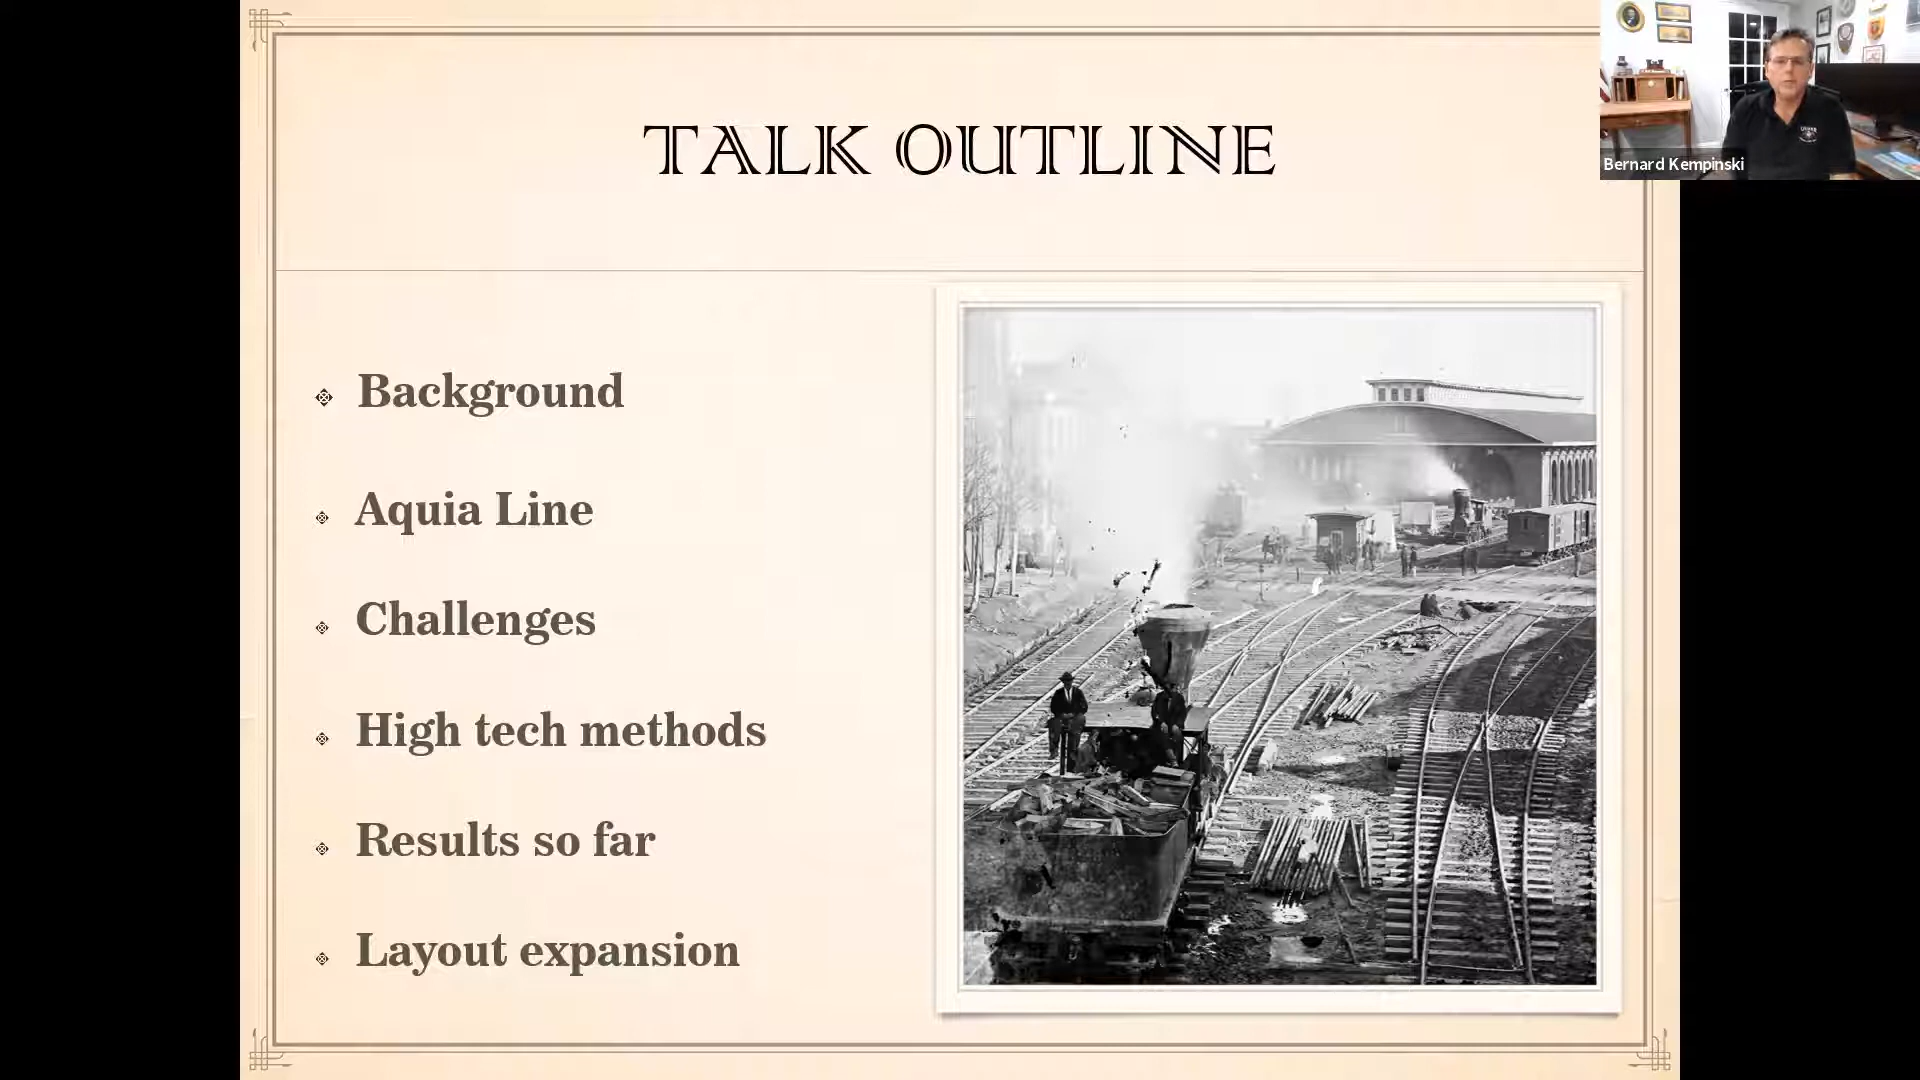 TALK OUTLINE
Bernard Kempinski
Background
Aquia Line
Challenges
High tech methods
Results so far
Layout expansion